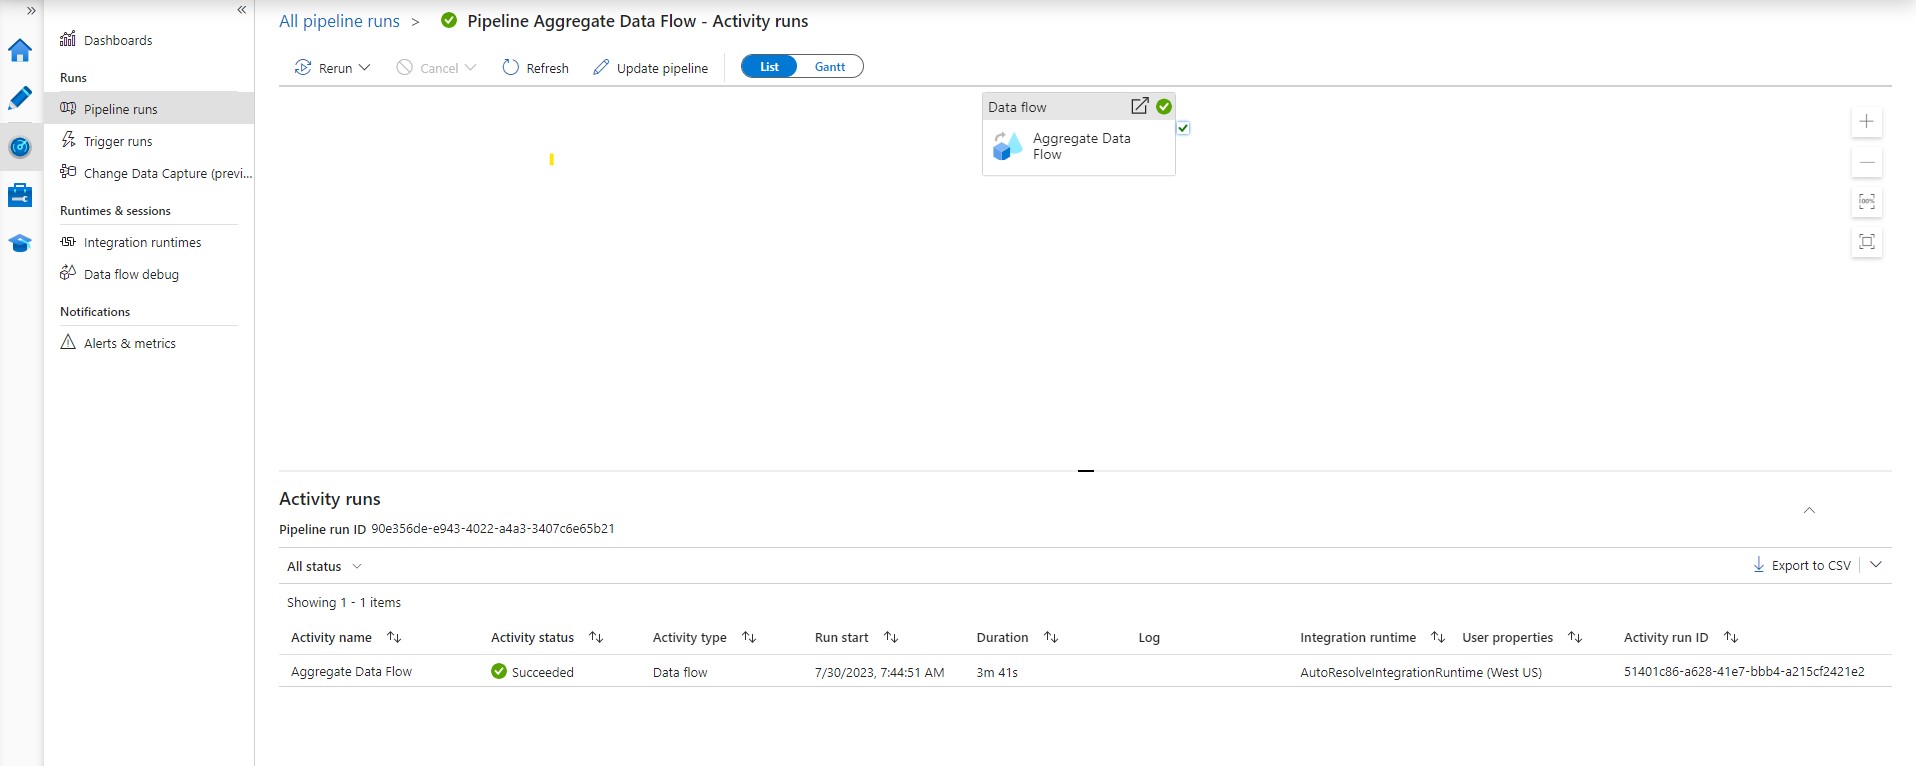 All pipeline runs > Pipeline Aggregate Data Flow - Activity runs
Dashboards
Runs
Pipeline runs
Trigger runs
Change Data Capture (previ...
Runtimes & sessions
Integration runtimes
Data flow debug
Notifications
Alerts & metrics
Rerun Cancel Refresh Update pipeline List Gantt
Data flow
Aggregate Data
Flow
100%
Activity runs
Pipeline run ID 90e356de-e943-4022-a4a3-3407c6e65b21
All status Export to CSV
Showing 1 - 1 items
Activity name Activity status Activity type Run start Duration Log Integration runtime User properties Activity run ID
Aggregate Data Flow Succeeded Data flow 7/30/2023, 7:44:51 AM 3m 41s AutoResolveIntegrationRuntime (West US) 51401c86-a628-41e7-bbb4-a215cf2421e2